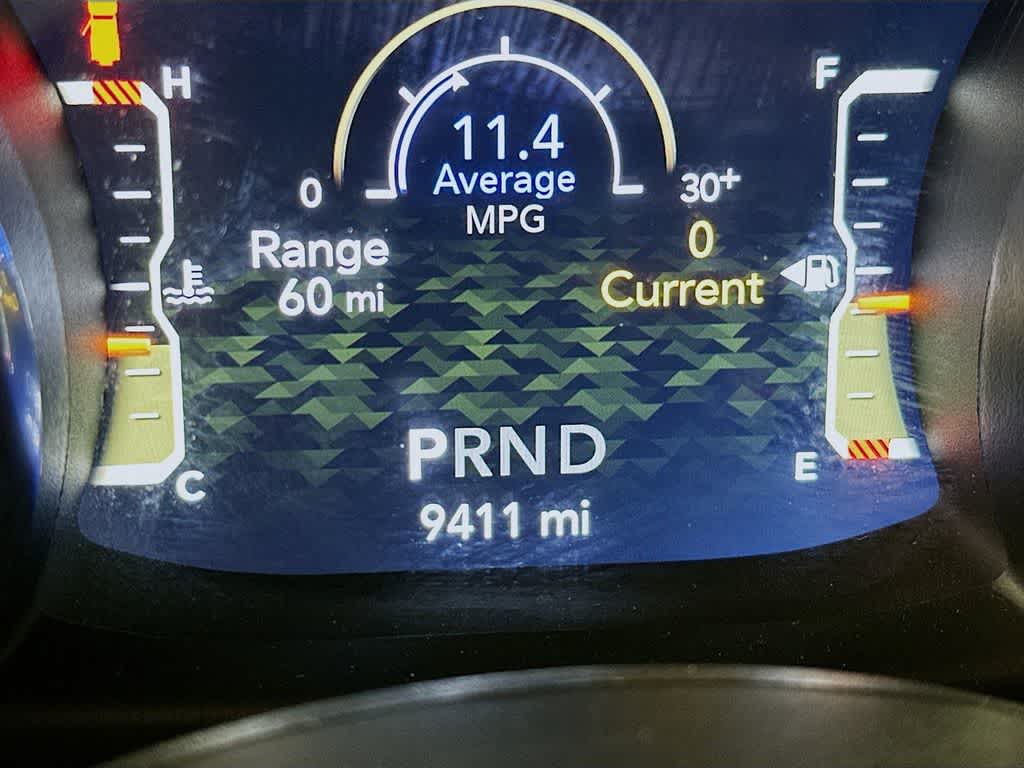 H
F
11.4
Average
MPG
0
30+
Range
60 mi
0
Current
PRND
9411 mi
C
E